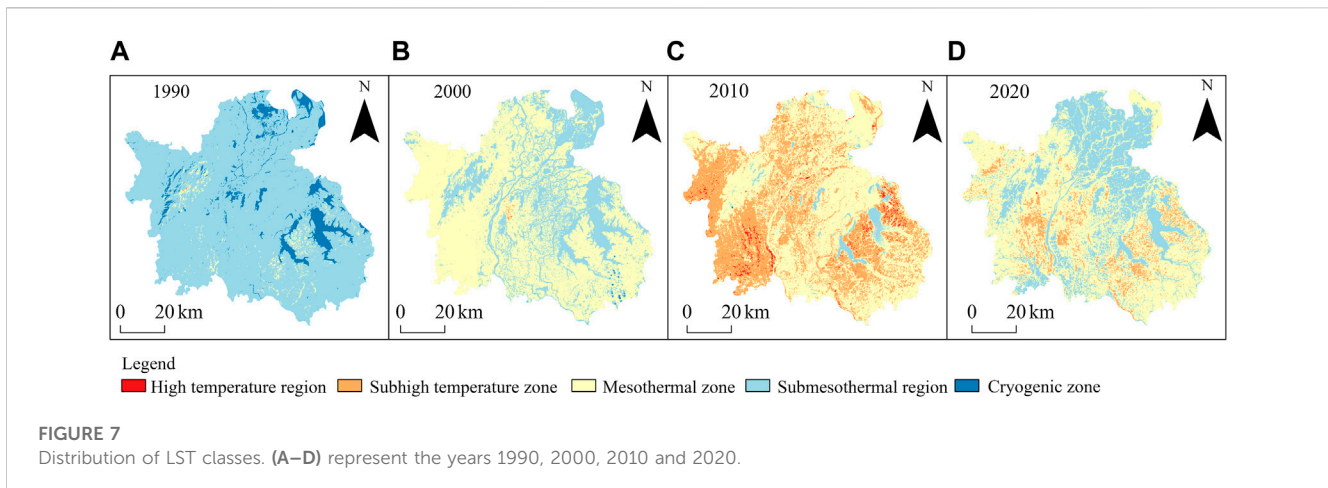 A B C D
1990 N 2000 N 2010 N 2020 N
0 20 km 0 20 km 0 20 km 0 20 km
Legend
High temperature region Subhigh temperature zone Mesothermal zone Submesothermal region Cryogenic zone
FIGURE 7
Distribution of LST classes. (A–D) represent the years 1990, 2000, 2010 and 2020.